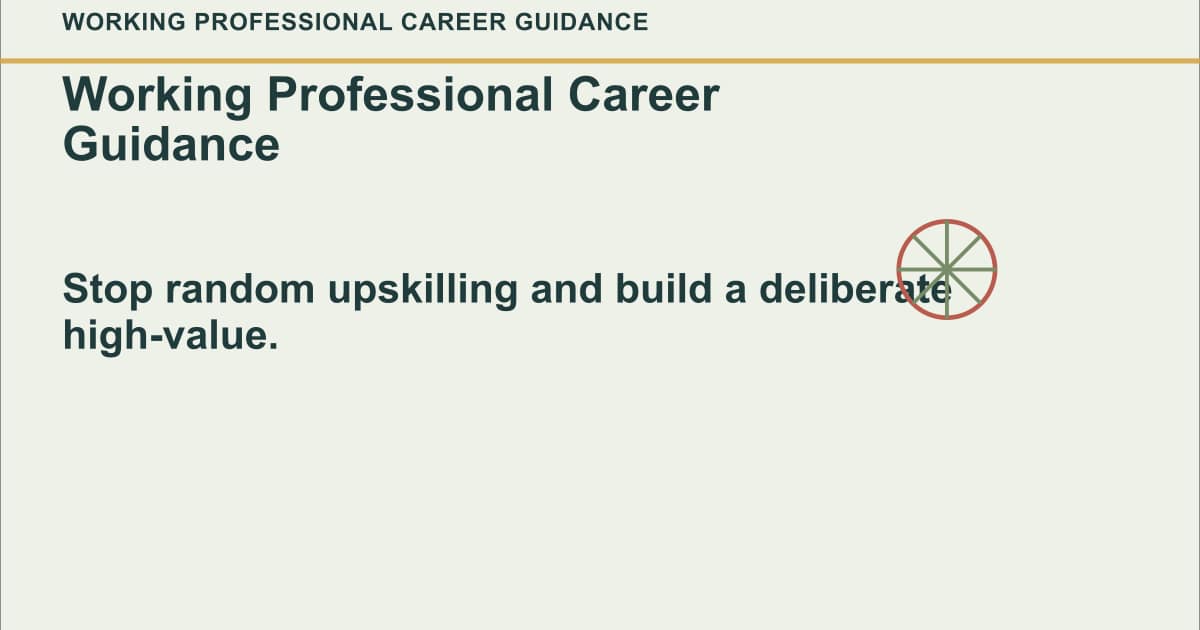 WORKING PROFESSIONAL CAREER GUIDANCE
Working Professional Career
Guidance
Stop random upskilling and build a deliberate
high-value.